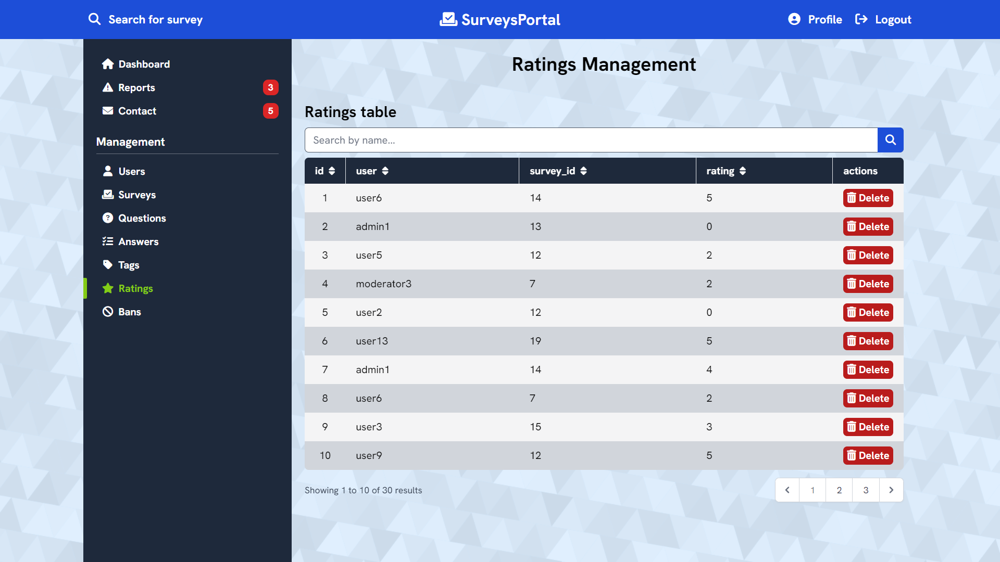 Search for survey
SurveysPortal
Profile
Logout
Dashboard
Reports 3
Contact 5
Management
Users
Surveys
Questions
Answers
Tags
Ratings
Bans
Ratings Management
Ratings table
Search by name...
id user survey_id rating actions
1 user6 14 5 Delete
2 admin1 13 0 Delete
3 user5 12 2 Delete
4 moderator3 7 2 Delete
5 user2 12 0 Delete
6 user13 19 5 Delete
7 admin1 14 4 Delete
8 user6 7 2 Delete
9 user3 15 3 Delete
10 user9 12 5 Delete
Showing 1 to 10 of 30 results
1 2 3